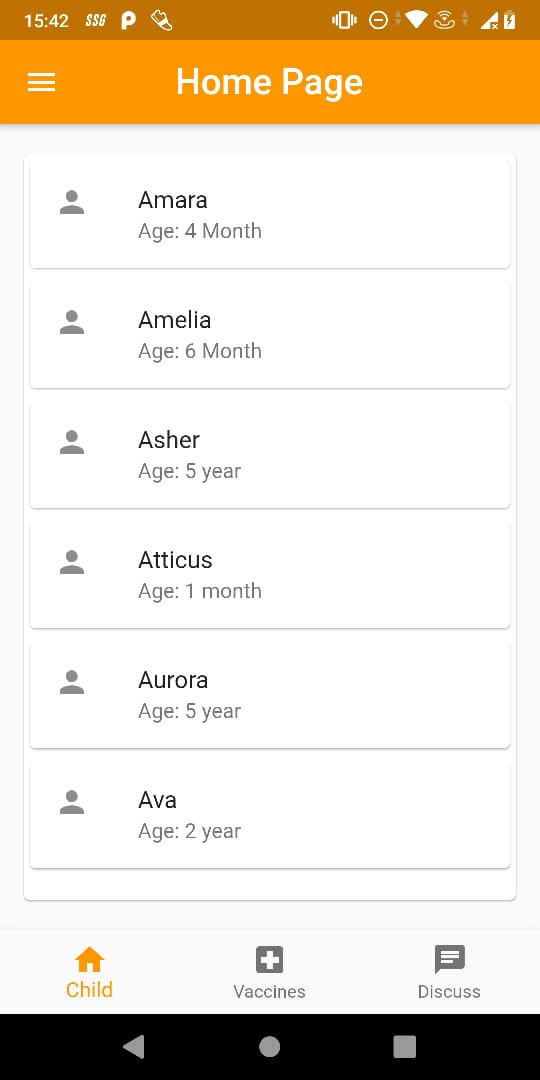 15:42 SSG
Home Page
Amara
Age: 4 Month
Amelia
Age: 6 Month
Asher
Age: 5 year
Atticus
Age: 1 month
Aurora
Age: 5 year
Ava
Age: 2 year
Child
Vaccines
Discuss